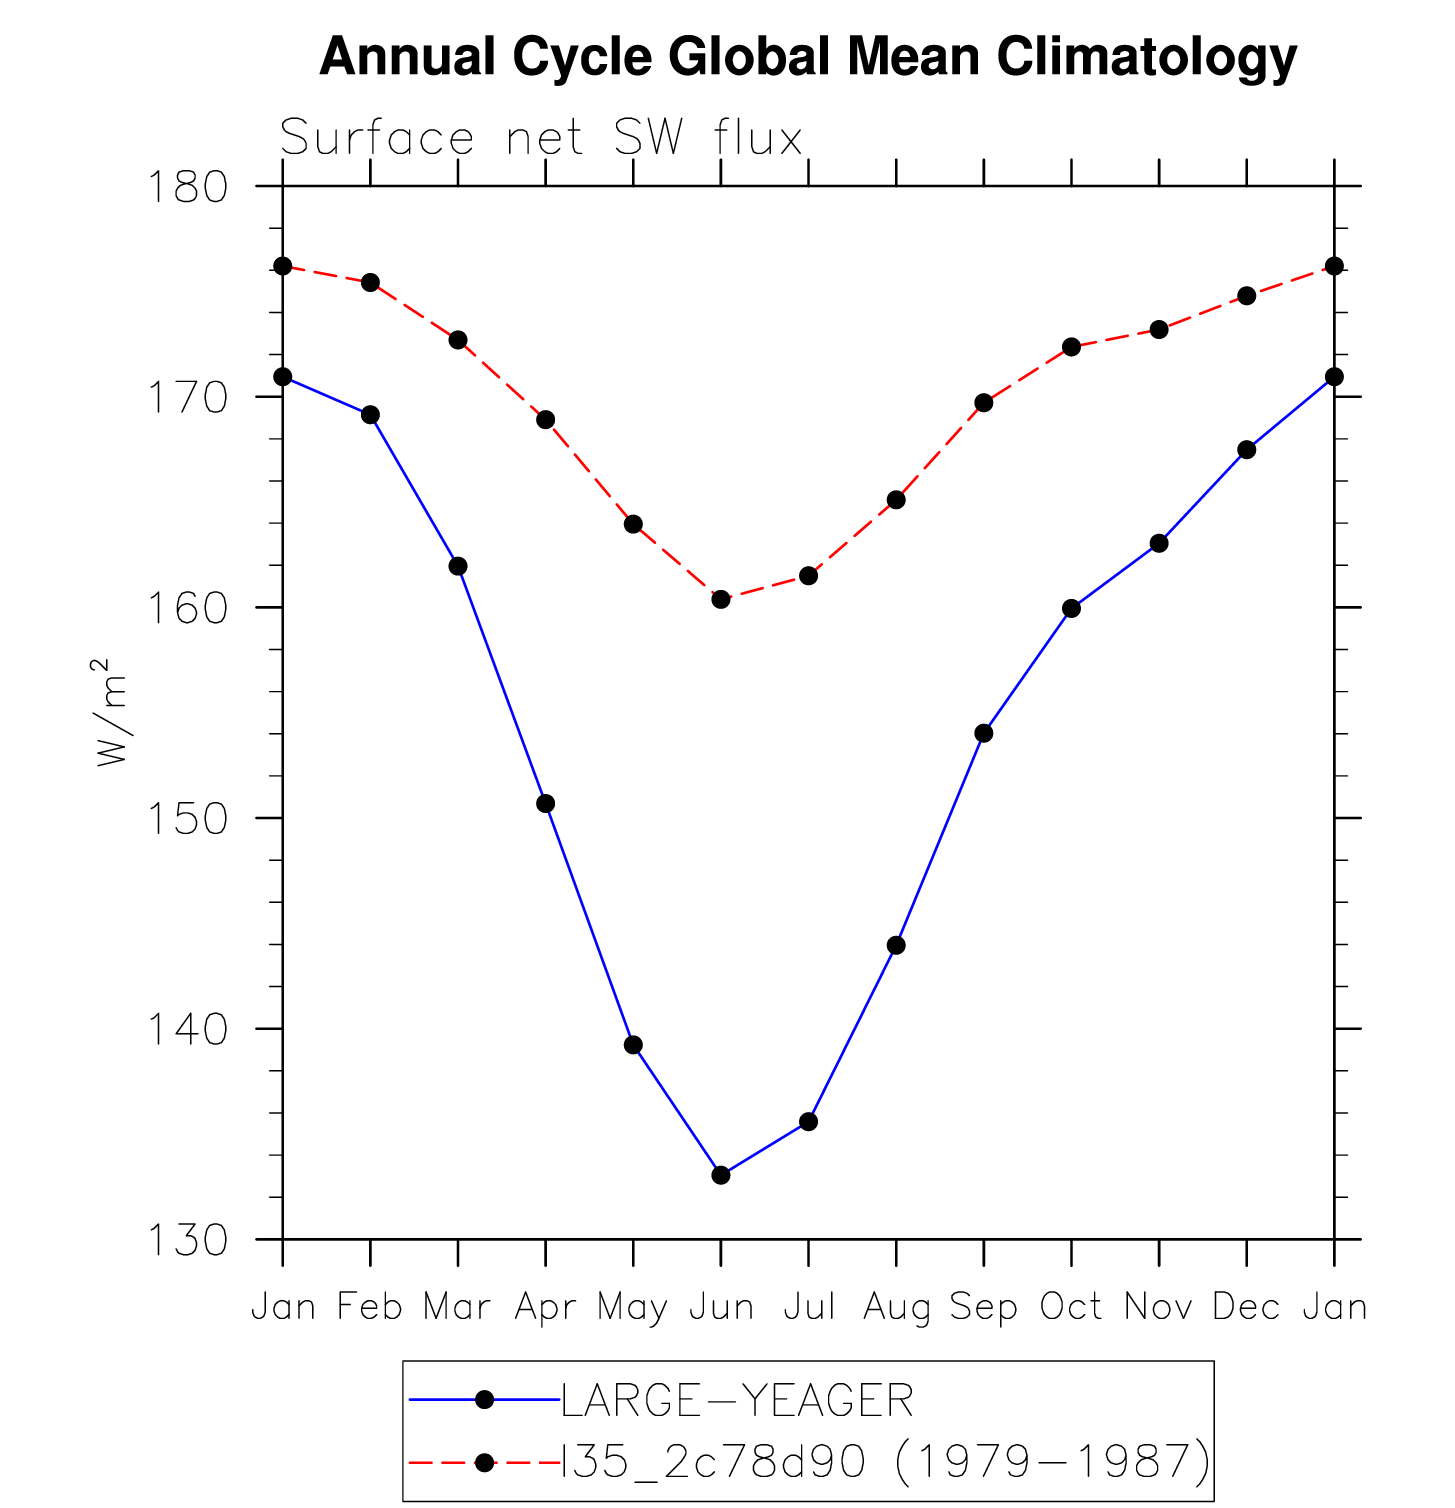 Annual Cycle Global Mean Climatology
Surface net SW flux
180
170
160
150
140
130
W/m²
Jan Feb Mar Apr May Jun Jul Aug Sep Oct Nov Dec Jan
LARGE-YEAGER
I35_2c78d90 (1979-1987)